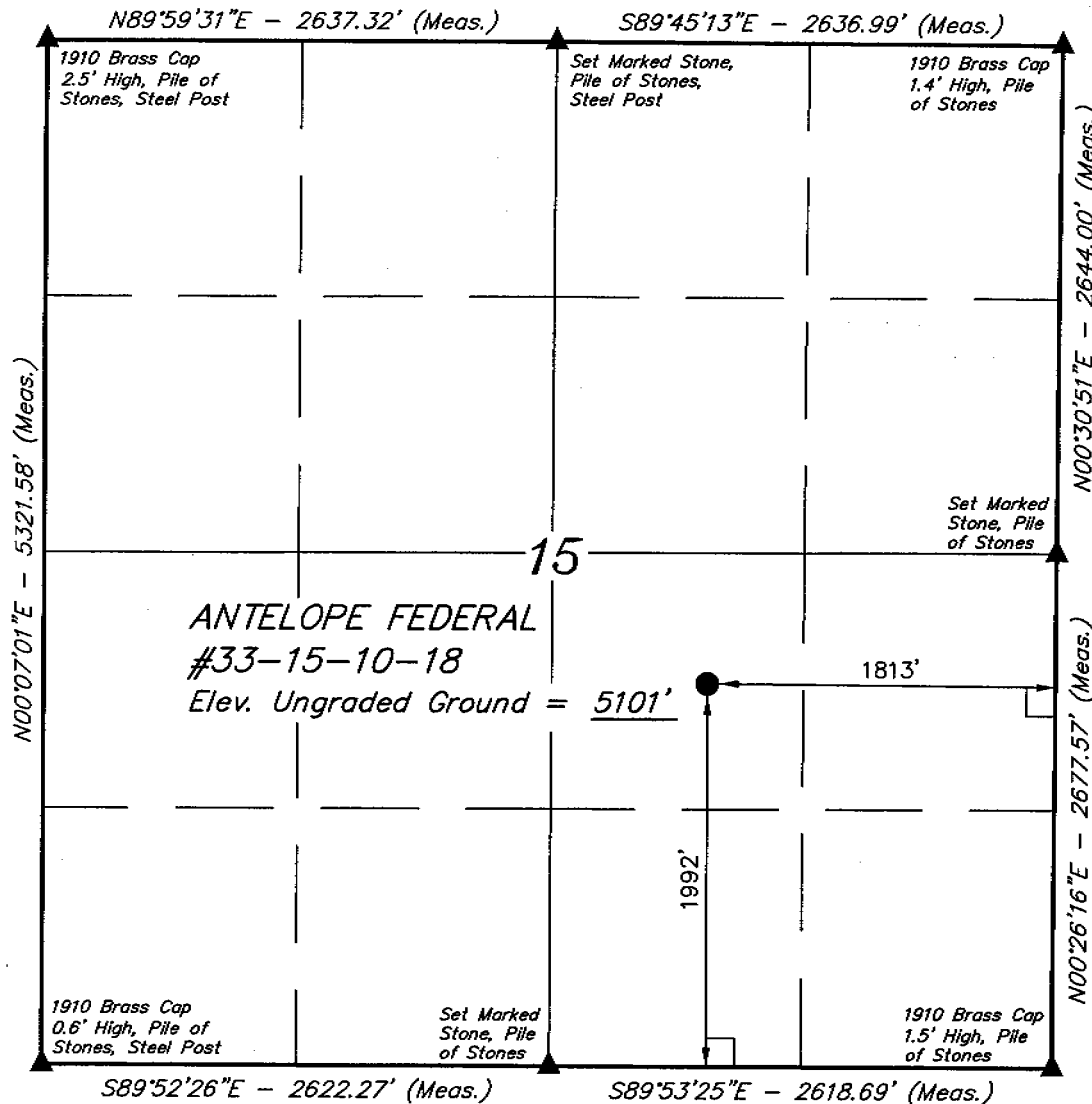 N89°59'31"E - 2637.32' (Meas.)
S89°45'13"E - 2636.99' (Meas.)
1910 Brass Cap
2.5' High, Pile of
Stones, Steel Post
Set Marked Stone,
Pile of Stones,
Steel Post
1910 Brass Cap
1.4' High, Pile
of Stones
N00°30'51"E - 2644.00' (Meas.)
N00°07'01"E - 5321.58' (Meas.)
Set Marked
Stone, Pile
of Stones
15
ANTELOPE FEDERAL
#33-15-10-18
Elev. Ungraded Ground = 5101'
1813'
1992'
N00°26'16"E - 2677.57' (Meas.)
1910 Brass Cap
0.6' High, Pile of
Stones, Steel Post
Set Marked
Stone, Pile
of Stones
1910 Brass Cap
1.5' High, Pile
of Stones
S89°52'26"E - 2622.27' (Meas.)
S89°53'25"E - 2618.69' (Meas.)